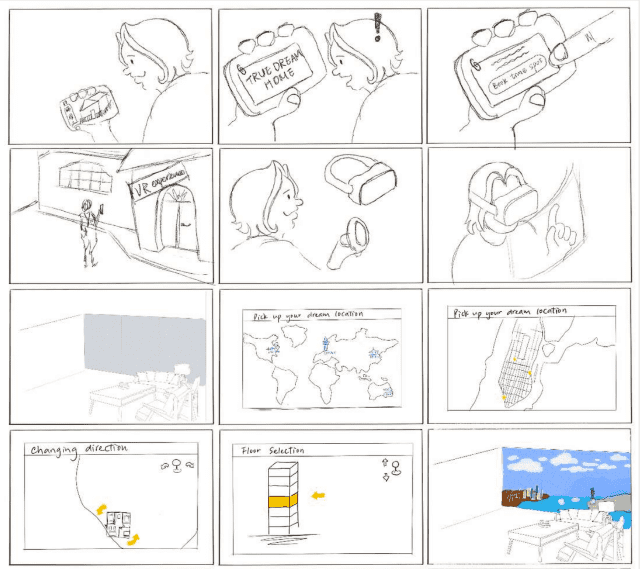 TRUE DREAM
HOME
Book some spot
VR experience
Pick up your dream location
Pick up your dream location
changing direction
Floor Selection